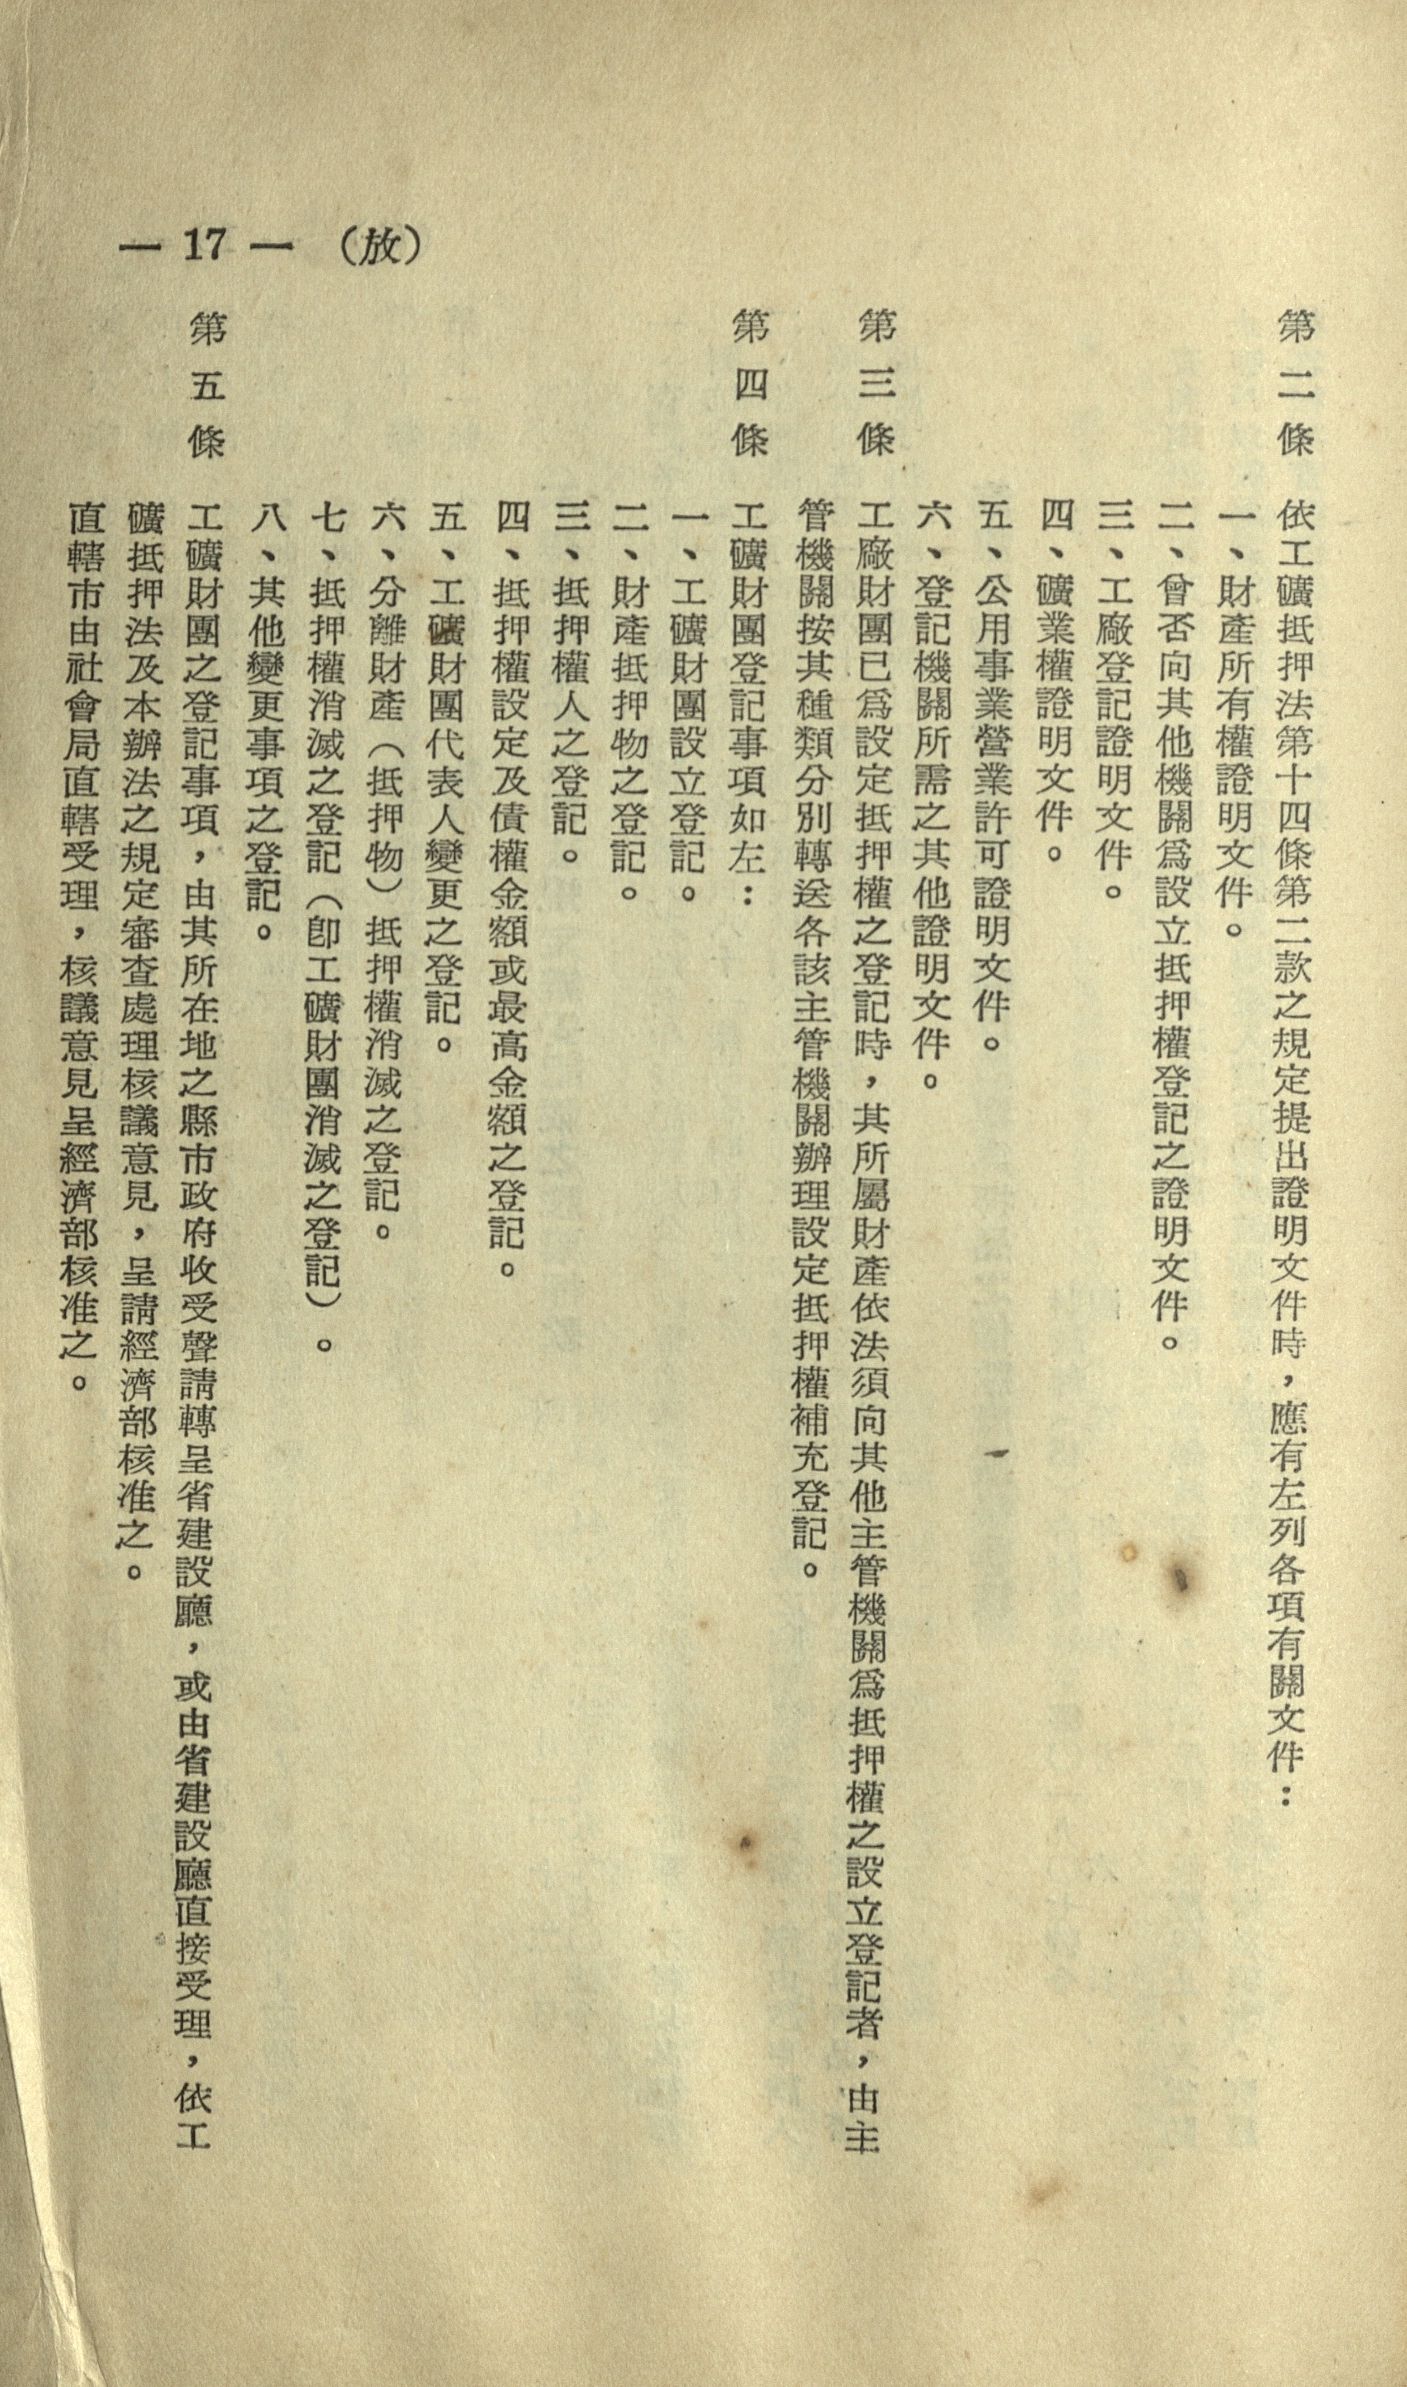 第二條　依工礦抵押法第十四條第二款之規定提出證明文件時，應有左列各項有關文件：
一、財產所有權證明文件。
二、曾否向其他機關爲設立抵押權登記之證明文件。
三、工廠登記證明文件。
四、礦業權證明文件。
五、公用事業營業許可證明文件。
六、登記機關所需之其他證明文件。
第三條　工廠財團已爲設定抵押權之登記時，其所屬財產依法須向其他主管機關爲抵押權之設立登記者，由主
管機關按其種類分別轉送各該主管機關辦理設定抵押權補充登記。
第四條　工礦財團登記事項如左：
一、工礦財團設立登記。
二、財產抵押物之登記。
三、抵押權人之登記。
四、抵押權設定及債權金額或最高金額之登記。
五、工礦財團代表人變更之登記。
六、分離財產（抵押物）抵押權消滅之登記。
七、抵押權消滅之登記（卽工礦財團消滅之登記）。
八、其他變更事項之登記。
第五條　工礦財團之登記事項，由其所在地之縣市政府收受聲請轉呈省建設廳，或由省建設廳直接受理，依工
礦抵押法及本辦法之規定審查處理核議意見，呈請經濟部核准之。
直轄市由社會局直轄受理，核議意見呈經濟部核准之。
— 17 —（放）